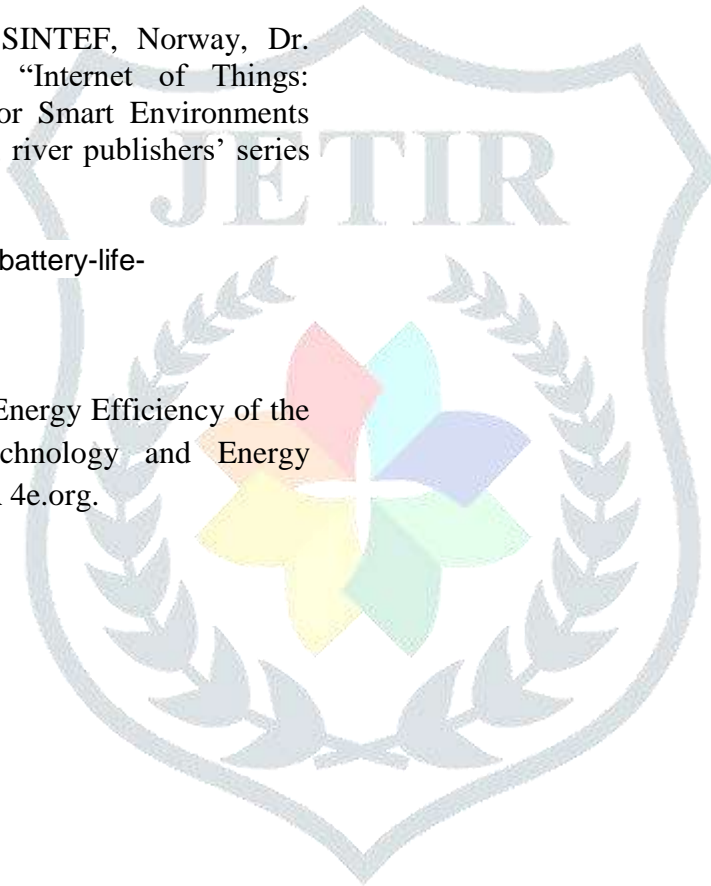 SINTEF, Norway, Dr.
“Internet of Things:
or Smart Environments
river publishers’ series
JETIR
battery-life-
Energy Efficiency of the
chnology and Energy
4e.org.